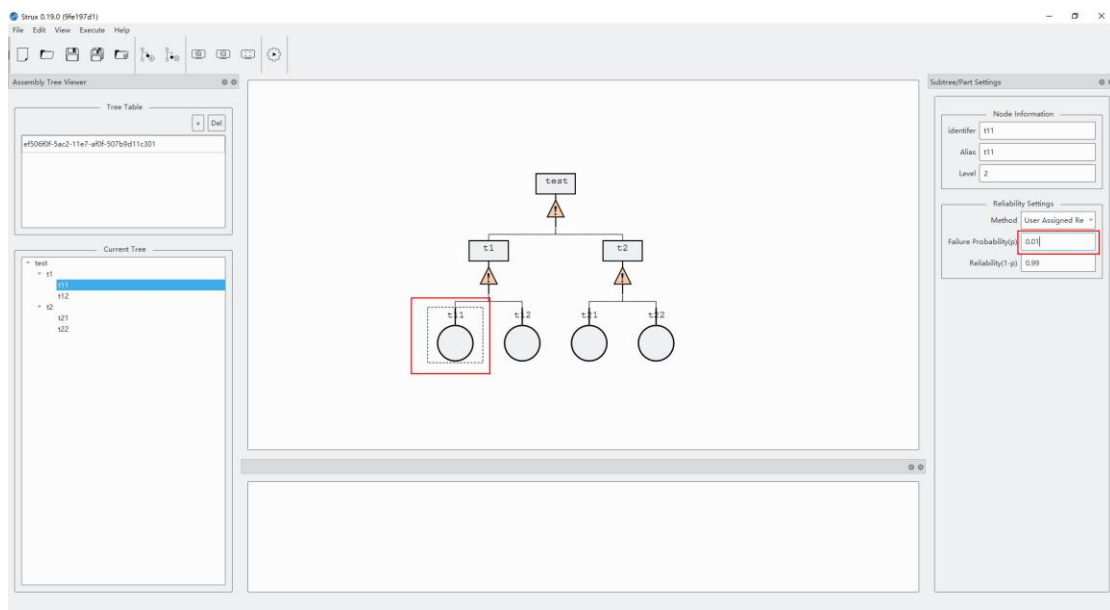 Strux 0.19.0 (9fe197d1)
File Edit View Execute Help
Assembly Tree Viewer
Tree Table
+ Del
ef506f0f-5ac2-11e7-af0f-507b9d11c301
Current Tree
test
t1
t11
t12
t2
t21
t22
test
t1 t2
t11 t12 t21 t22
Subtree/Part Settings
Node Information
identifer t11
Alias t11
Level 2
Reliability Settings
Method User Assigned Re
Failure Probability(p) 0.01
Reliability(1-p) 0.99